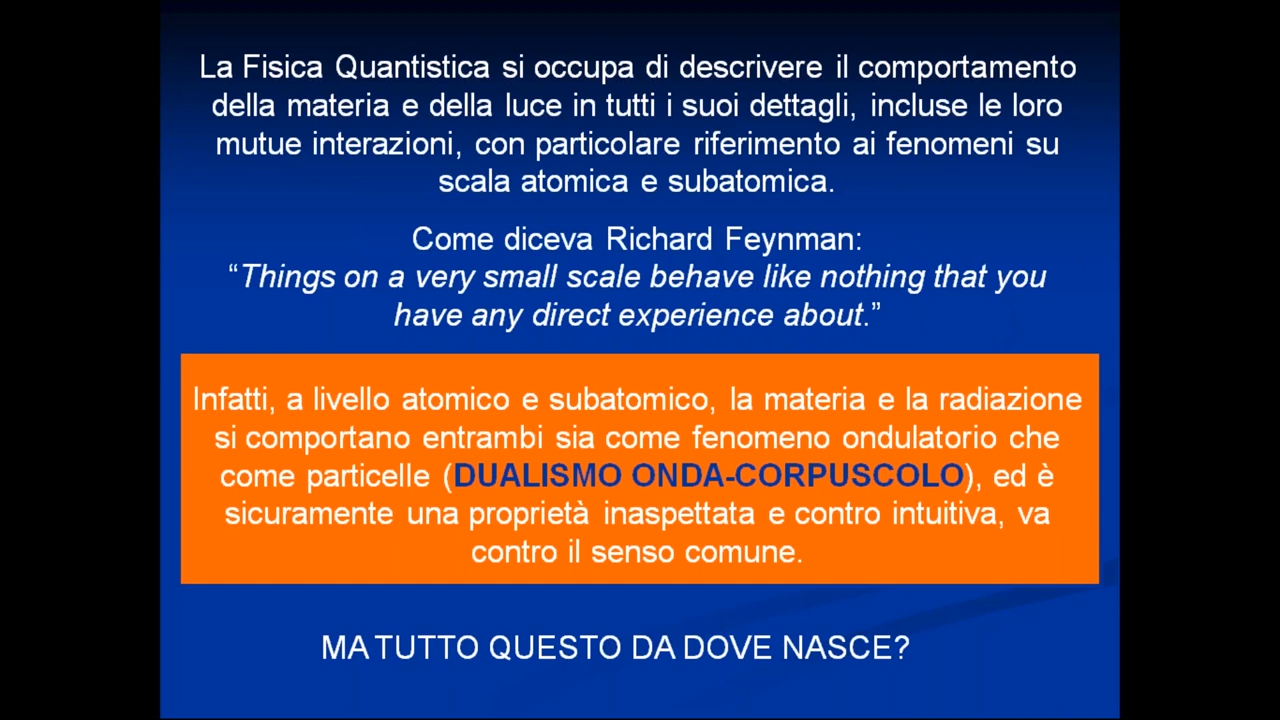 La Fisica Quantistica si occupa di descrivere il comportamento
della materia e della luce in tutti i suoi dettagli, incluse le loro
mutue interazioni, con particolare riferimento ai fenomeni su
scala atomica e subatomica.
Come diceva Richard Feynman:
“Things on a very small scale behave like nothing that you
have any direct experience about.”
Infatti, a livello atomico e subatomico, la materia e la radiazione
si comportano entrambi sia come fenomeno ondulatorio che
come particelle (DUALISMO ONDA-CORPUSCOLO), ed è
sicuramente una proprietà inaspettata e contro intuitiva, va
contro il senso comune.
MA TUTTO QUESTO DA DOVE NASCE?